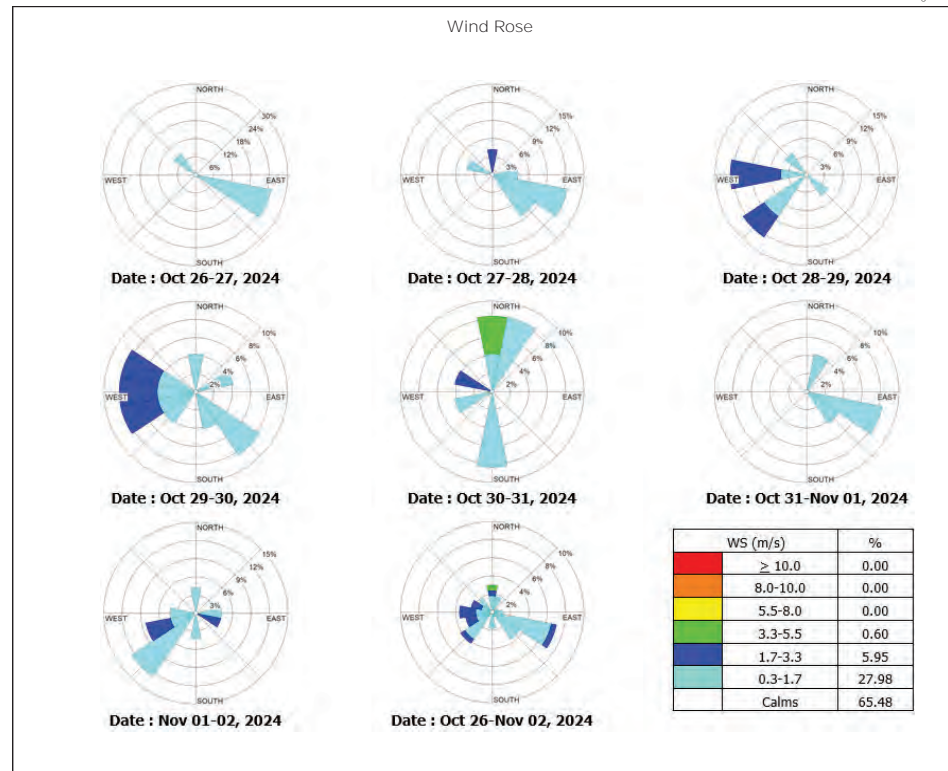 Wind Rose
NORTH
30%
24%
18%
12%
6%
WEST
EAST
SOUTH
Date : Oct 26-27, 2024
NORTH
15%
12%
9%
6%
3%
WEST
EAST
SOUTH
Date : Oct 27-28, 2024
NORTH
15%
12%
9%
6%
3%
WEST
EAST
SOUTH
Date : Oct 28-29, 2024
NORTH
10%
8%
6%
4%
2%
WEST
EAST
SOUTH
Date : Oct 29-30, 2024
NORTH
10%
8%
6%
4%
2%
WEST
EAST
SOUTH
Date : Oct 30-31, 2024
NORTH
10%
8%
6%
4%
2%
WEST
EAST
SOUTH
Date : Oct 31-Nov 01, 2024
NORTH
15%
12%
9%
6%
3%
WEST
EAST
SOUTH
Date : Nov 01-02, 2024
NORTH
10%
8%
6%
4%
2%
WEST
EAST
SOUTH
Date : Oct 26-Nov 02, 2024
WS (m/s) %
≥ 10.0 0.00
8.0-10.0 0.00
5.5-8.0 0.00
3.3-5.5 0.60
1.7-3.3 5.95
0.3-1.7 27.98
Calms 65.48